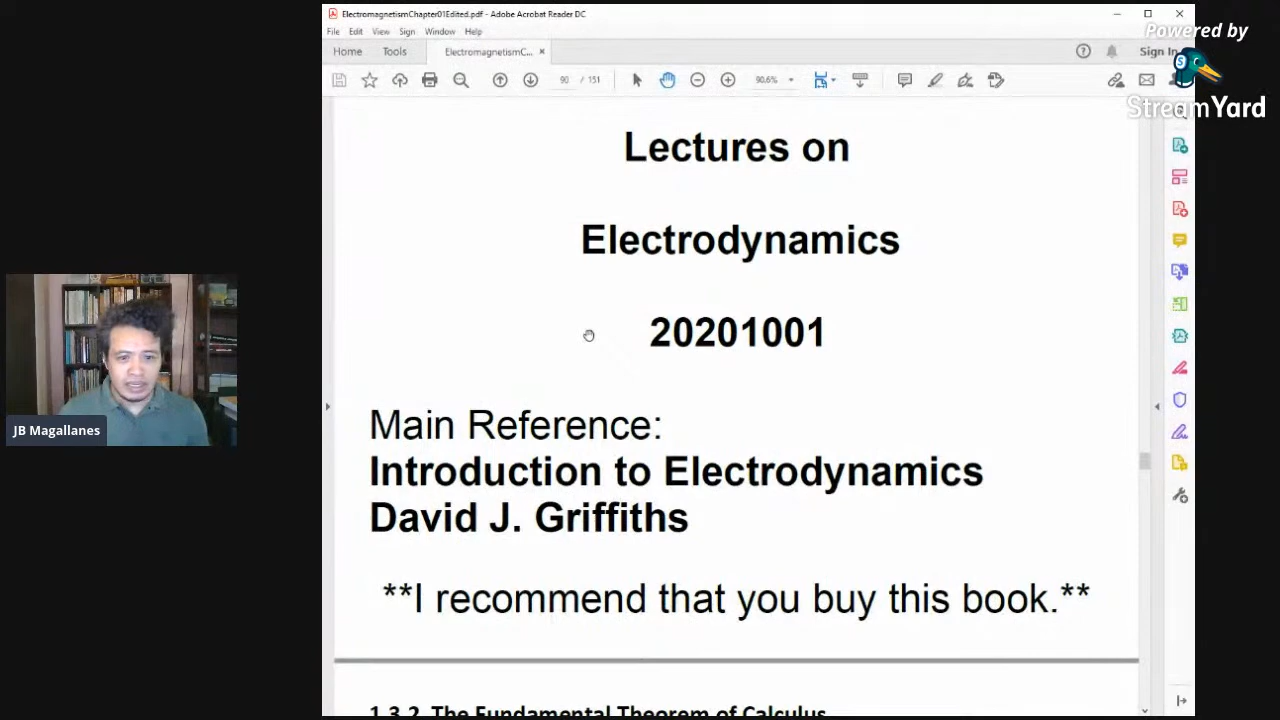 ElectromagnetismChapter01Edited.pdf - Adobe Acrobat Reader DC
File Edit View Sign Window Help
Home Tools ElectromagnetismC... × Sign In
90 / 151 90.6%
Powered by
StreamYard
Lectures on
Electrodynamics
20201001
Main Reference:
Introduction to Electrodynamics
David J. Griffiths
**I recommend that you buy this book.**
1.3.2 The Fundamental Theorem of Calculus
JB Magallanes